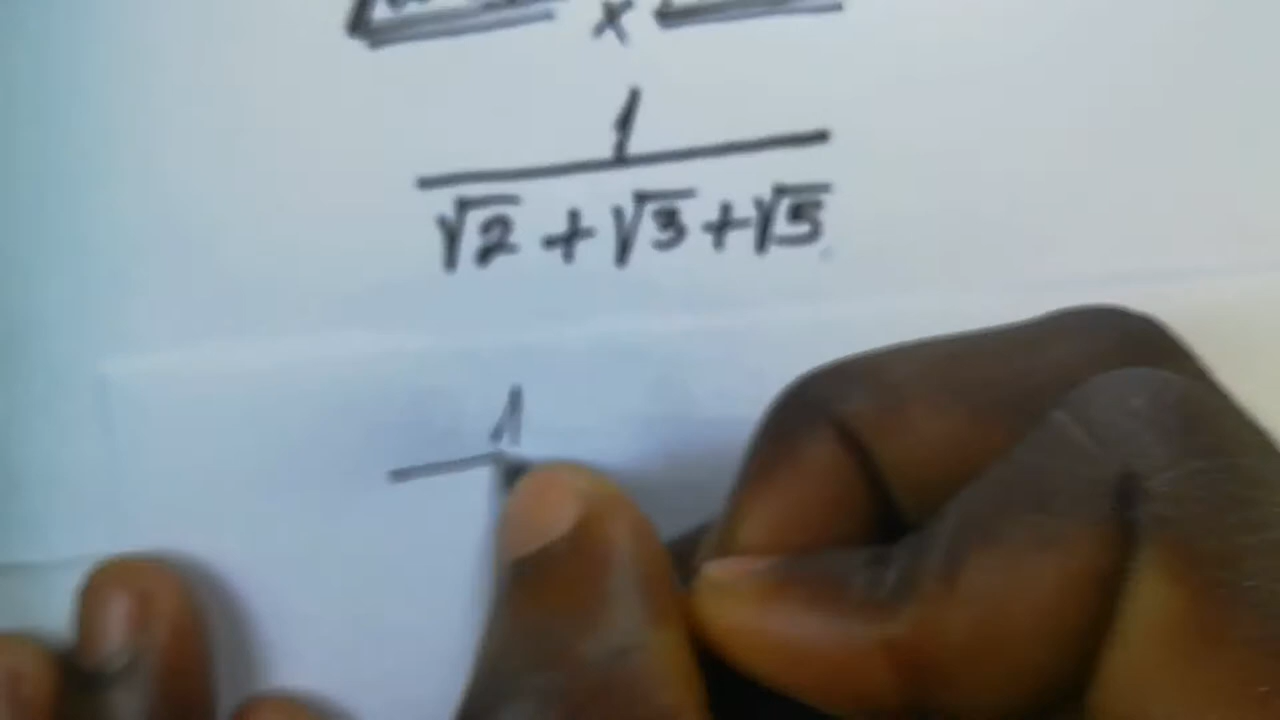 x
1
√2 + √3 + √5
1